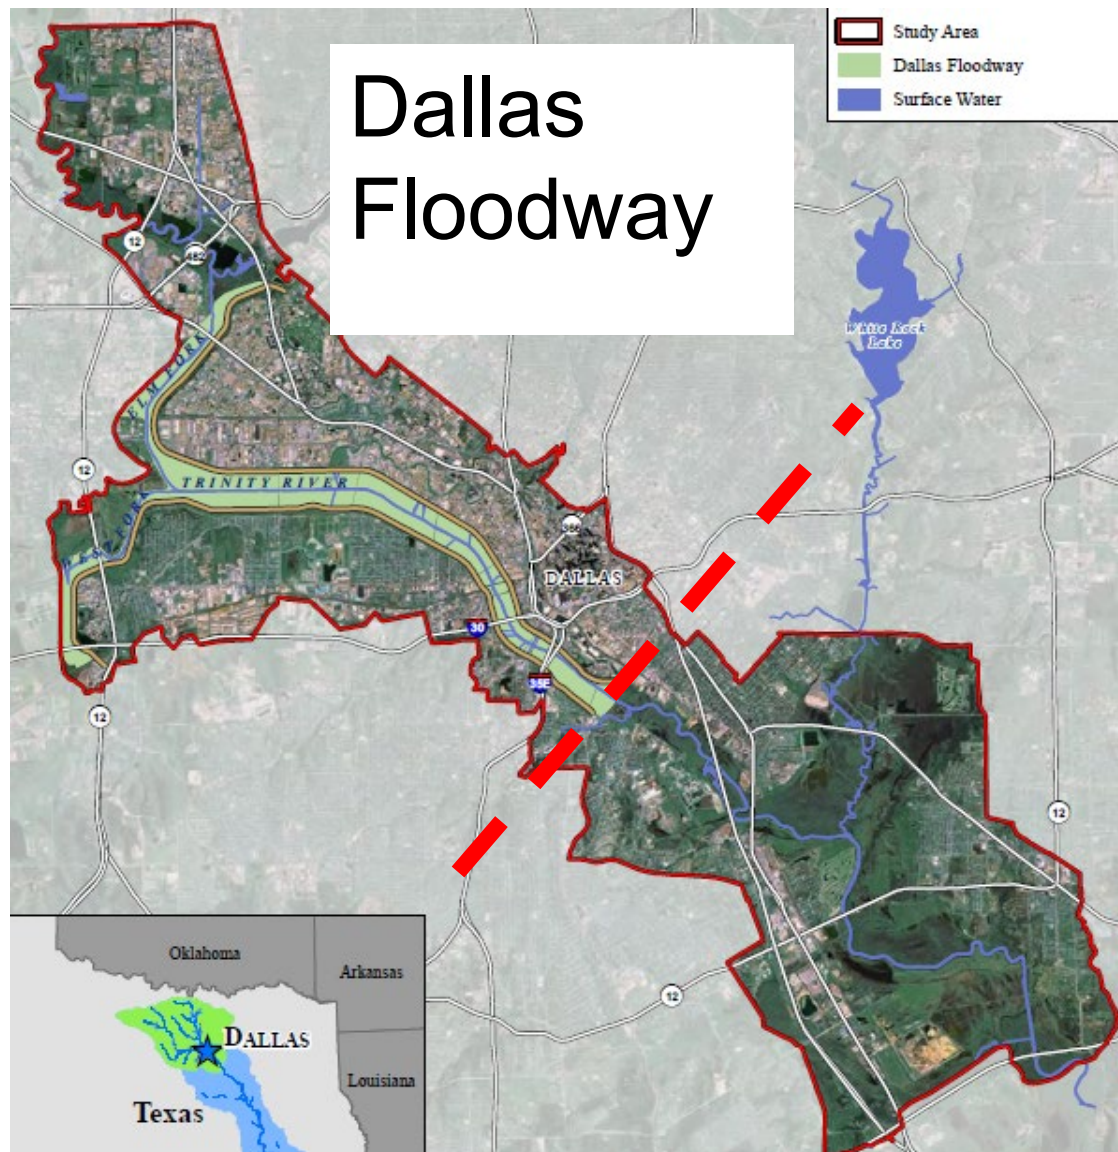 Dallas
Floodway
Study Area
Dallas Floodway
Surface Water
12
482
White Rock
Lake
ELM FORK
12
TRINITY RIVER
WEST FORK
366
DALLAS
30
35E
12
12
12
Oklahoma
Arkansas
DALLAS
Louisiana
Texas